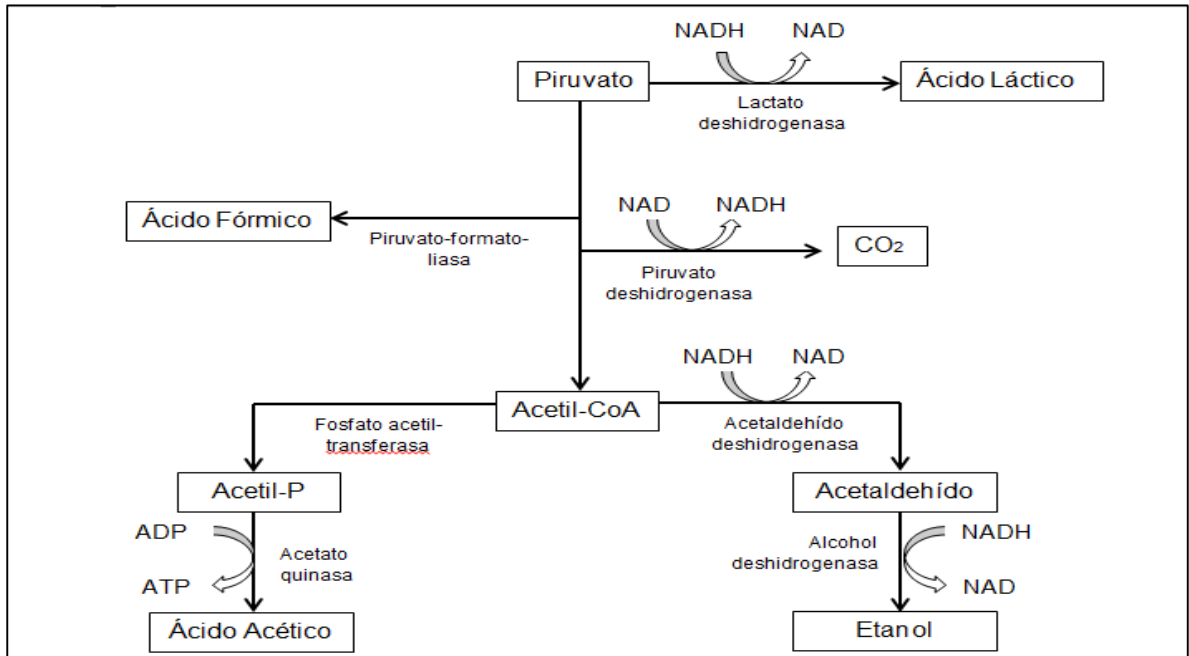 NADH NAD
Piruvato
Ácido Láctico
Lactato
deshidrogenasa
NAD NADH
Ácido Fórmico
Piruvato-formato-
liasa
CO₂
Piruvato
deshidrogenasa
NADH NAD
Acetil-CoA
Fosfato acetil-
transferasa
Acetaldehído
deshidrogenasa
Acetil-P
Acetaldehído
ADP
NADH
Acetato
quinasa
Alcohol
deshidrogenasa
ATP
NAD
Ácido Acético
Etanol